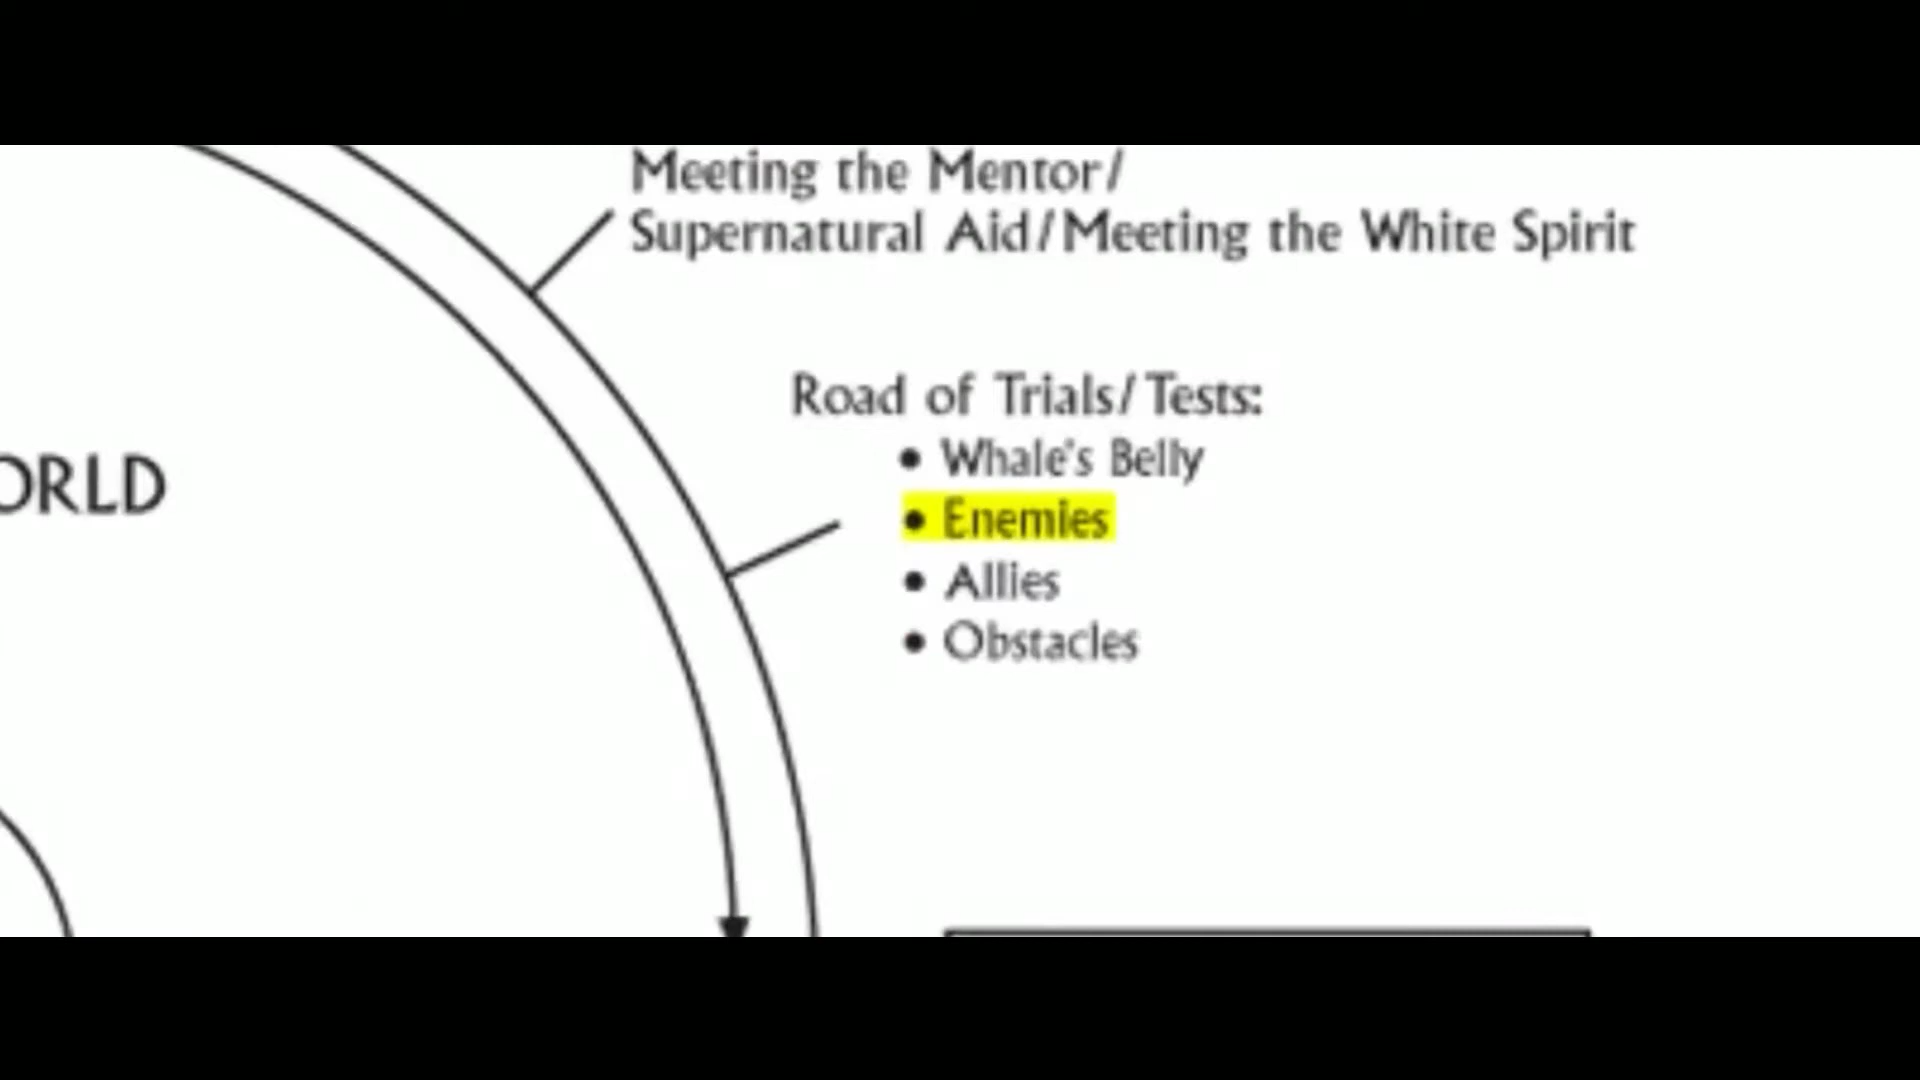 Meeting the Mentor/
Supernatural Aid/Meeting the White Spirit
Road of Trials/Tests:
• Whale's Belly
ORLD
• Enemies
• Allies
• Obstacles